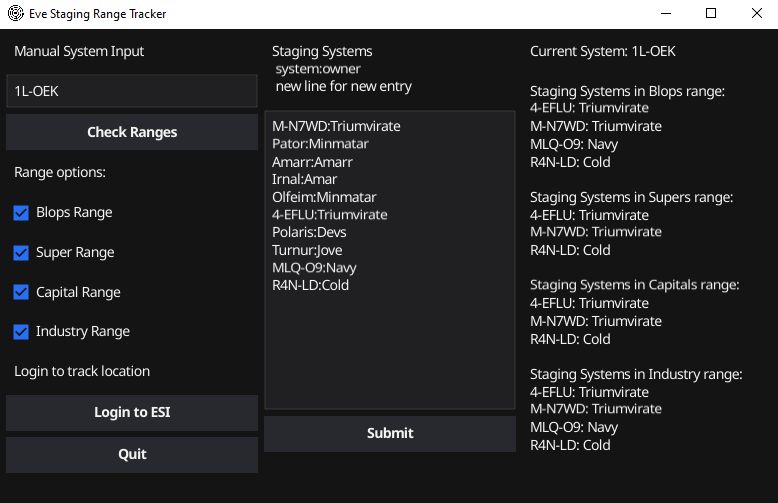 Eve Staging Range Tracker
Manual System Input
1L-OEK
Check Ranges
Range options:
Blops Range
Super Range
Capital Range
Industry Range
Login to track location
Login to ESI
Quit
Staging Systems
system:owner
new line for new entry
M-N7WD:Triumvirate
Pator:Minmatar
Amarr:Amarr
Irnal:Amar
Olfeim:Minmatar
4-EFLU:Triumvirate
Polaris:Devs
Turnur:Jove
MLQ-O9:Navy
R4N-LD:Cold
Submit
Current System: 1L-OEK
Staging Systems in Blops range:
4-EFLU: Triumvirate
M-N7WD: Triumvirate
MLQ-O9: Navy
R4N-LD: Cold
Staging Systems in Supers range:
4-EFLU: Triumvirate
M-N7WD: Triumvirate
R4N-LD: Cold
Staging Systems in Capitals range:
4-EFLU: Triumvirate
M-N7WD: Triumvirate
R4N-LD: Cold
Staging Systems in Industry range:
4-EFLU: Triumvirate
M-N7WD: Triumvirate
MLQ-O9: Navy
R4N-LD: Cold